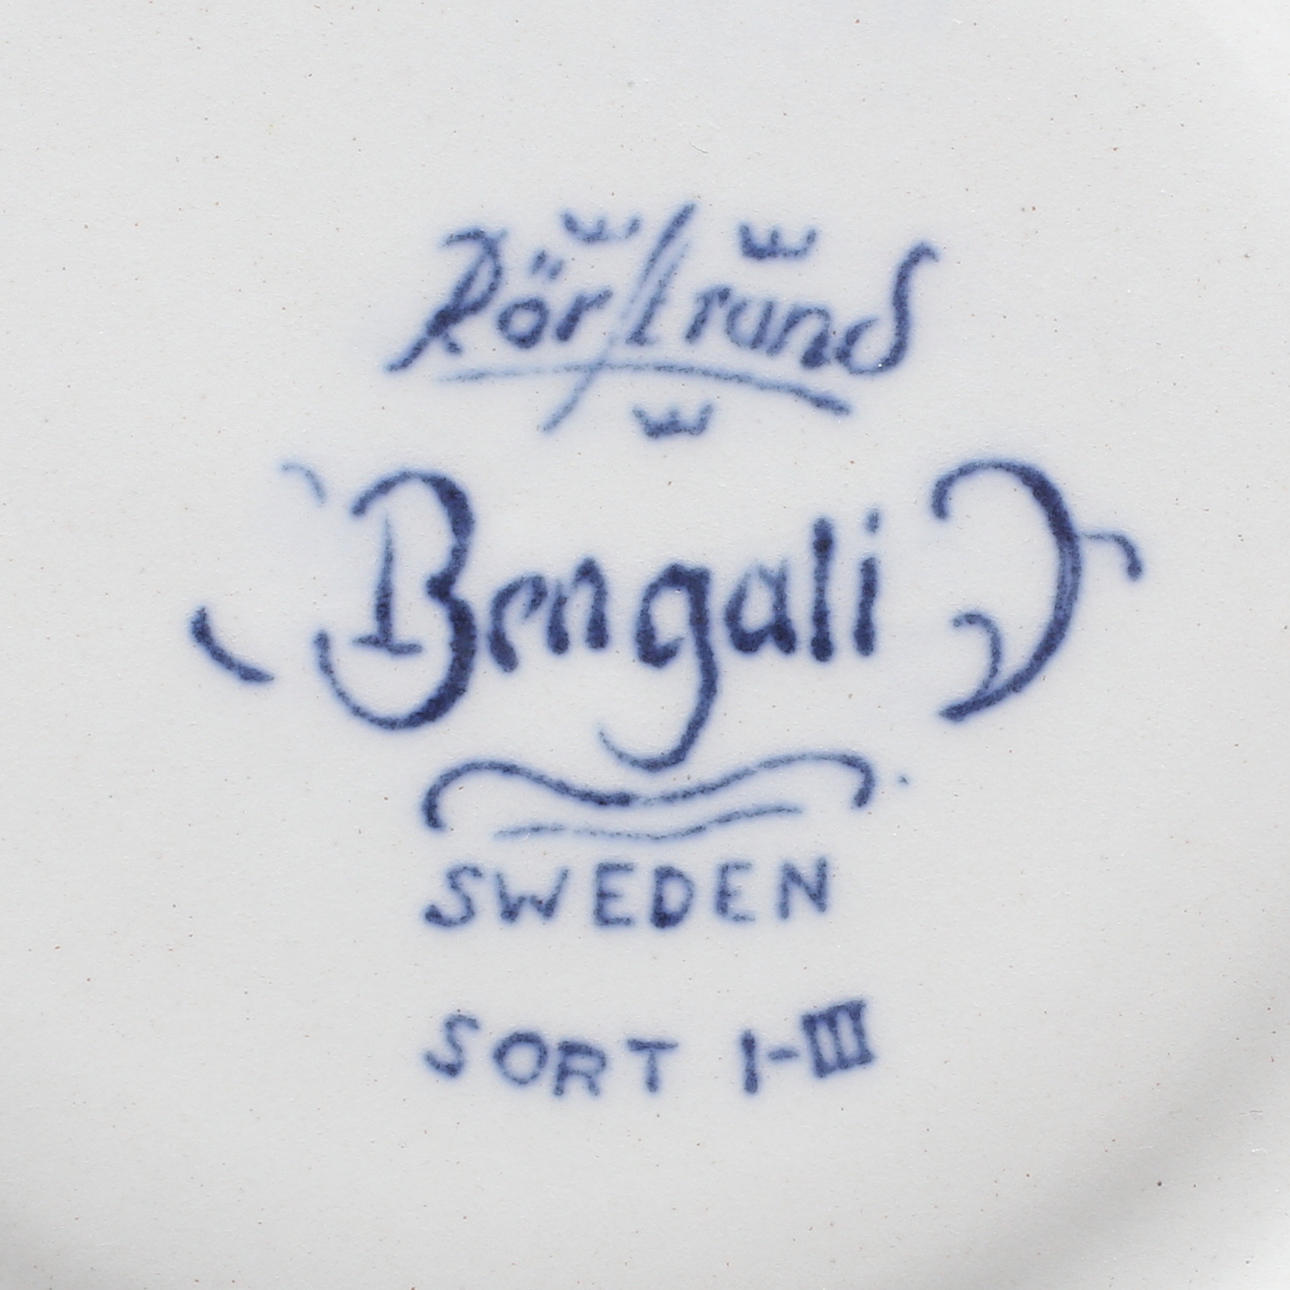 Rörstrand
Bengali
SWEDEN
SORT I-III